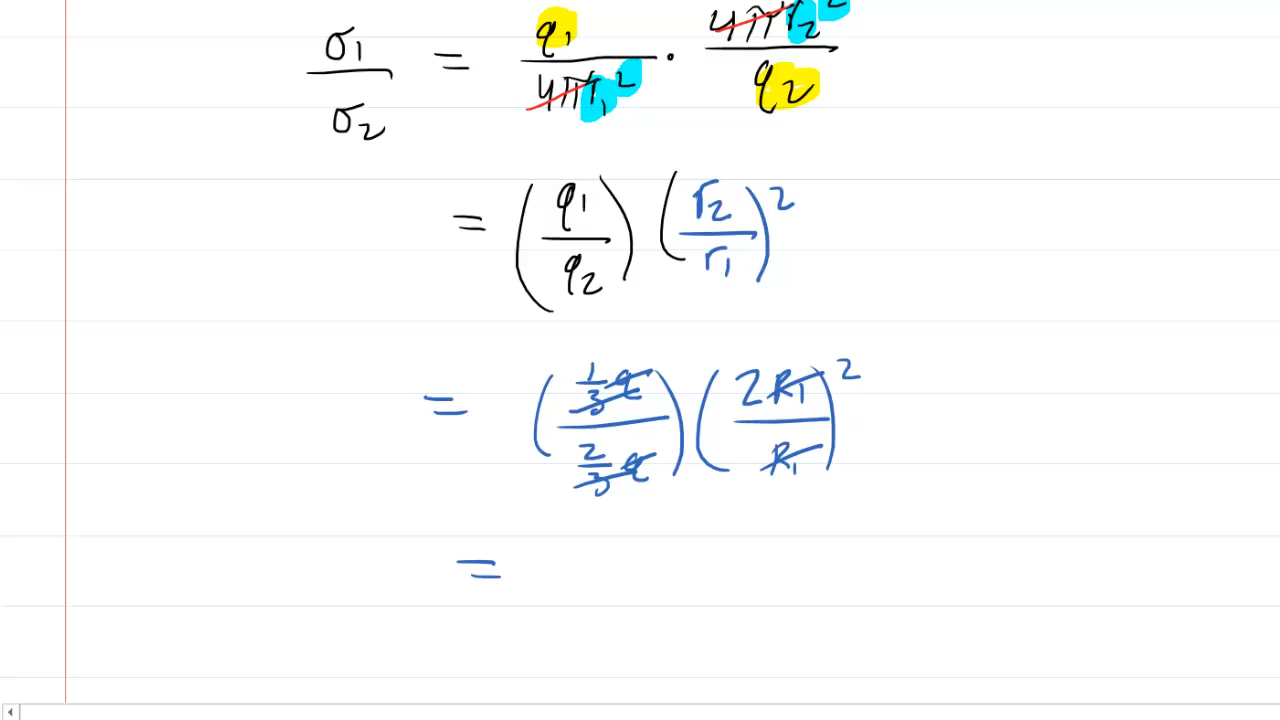 σ1/σ2 = q1/4πr1² · 4πr2²/q2
= (q1/q2) (r2/r1)²
= (1/3 q / 2/3 q) (2R1/R1)²
=